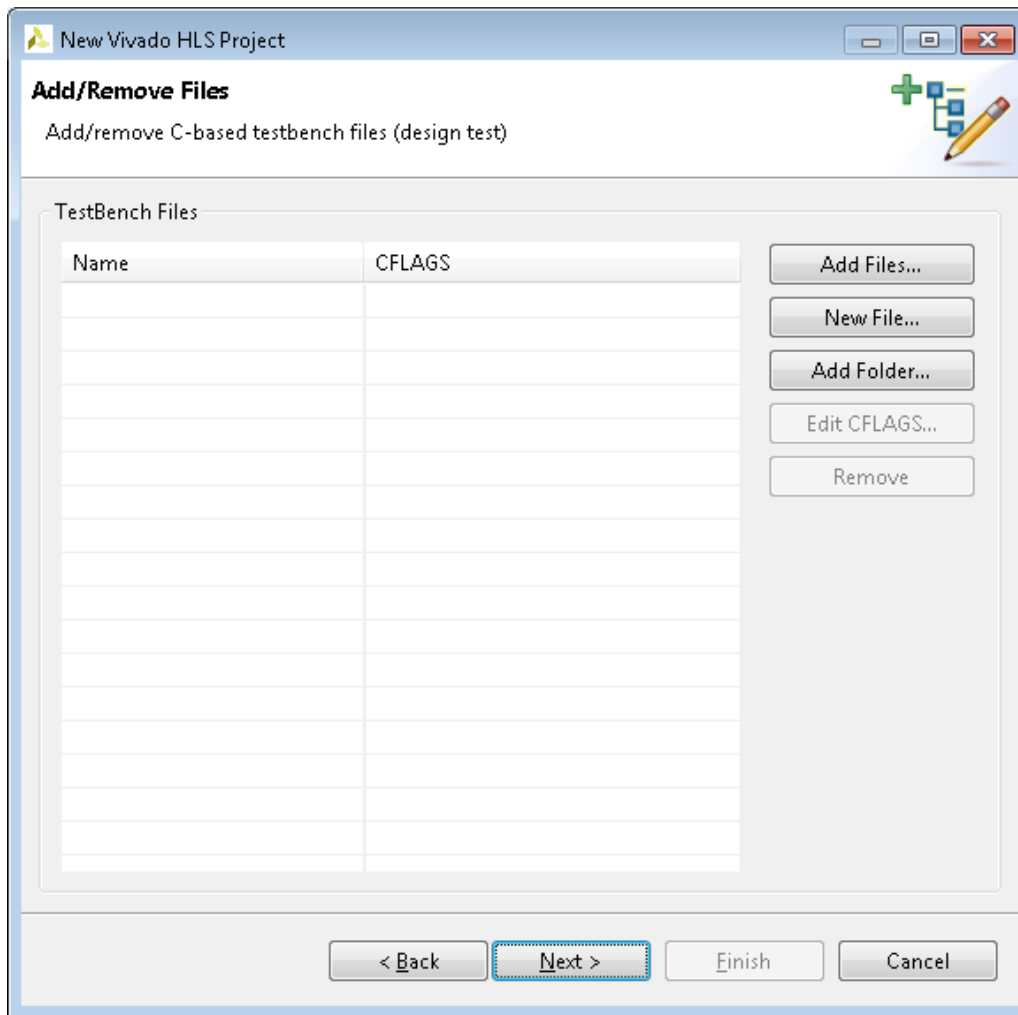 New Vivado HLS Project
Add/Remove Files
Add/remove C-based testbench files (design test)
TestBench Files
Name CFLAGS
Add Files...
New File...
Add Folder...
Edit CFLAGS...
Remove
< Back Next > Finish Cancel